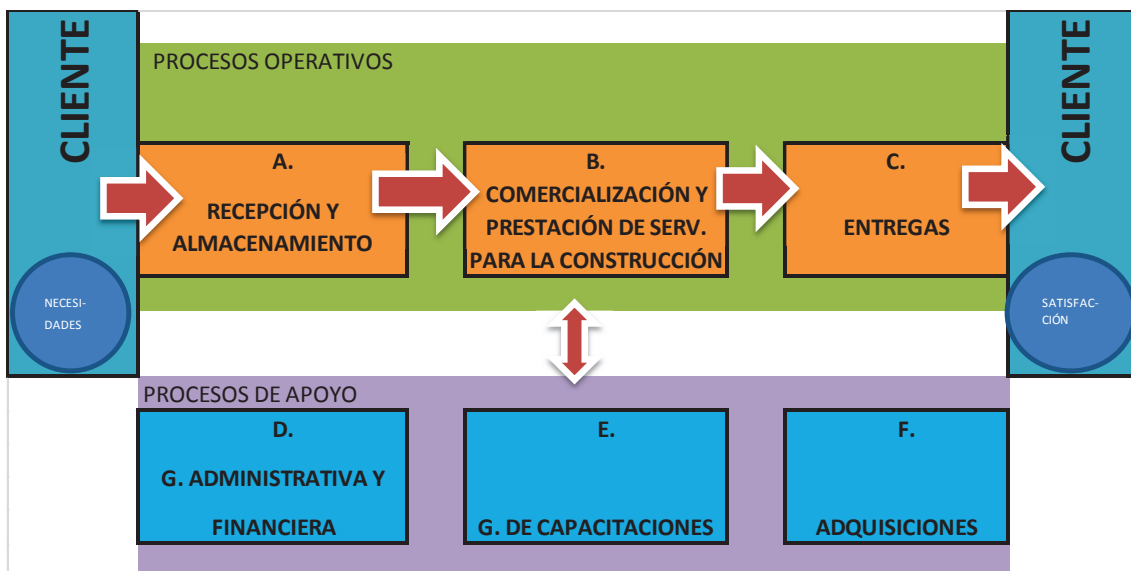 CLIENTE
PROCESOS OPERATIVOS
A.
RECEPCIÓN Y
ALMACENAMIENTO
B.
COMERCIALIZACIÓN Y
PRESTACIÓN DE SERV.
PARA LA CONSTRUCCIÓN
C.
ENTREGAS
CLIENTE
NECESI-
DADES
SATISFAC-
CIÓN
PROCESOS DE APOYO
D.
G. ADMINISTRATIVA Y
FINANCIERA
E.
G. DE CAPACITACIONES
F.
ADQUISICIONES